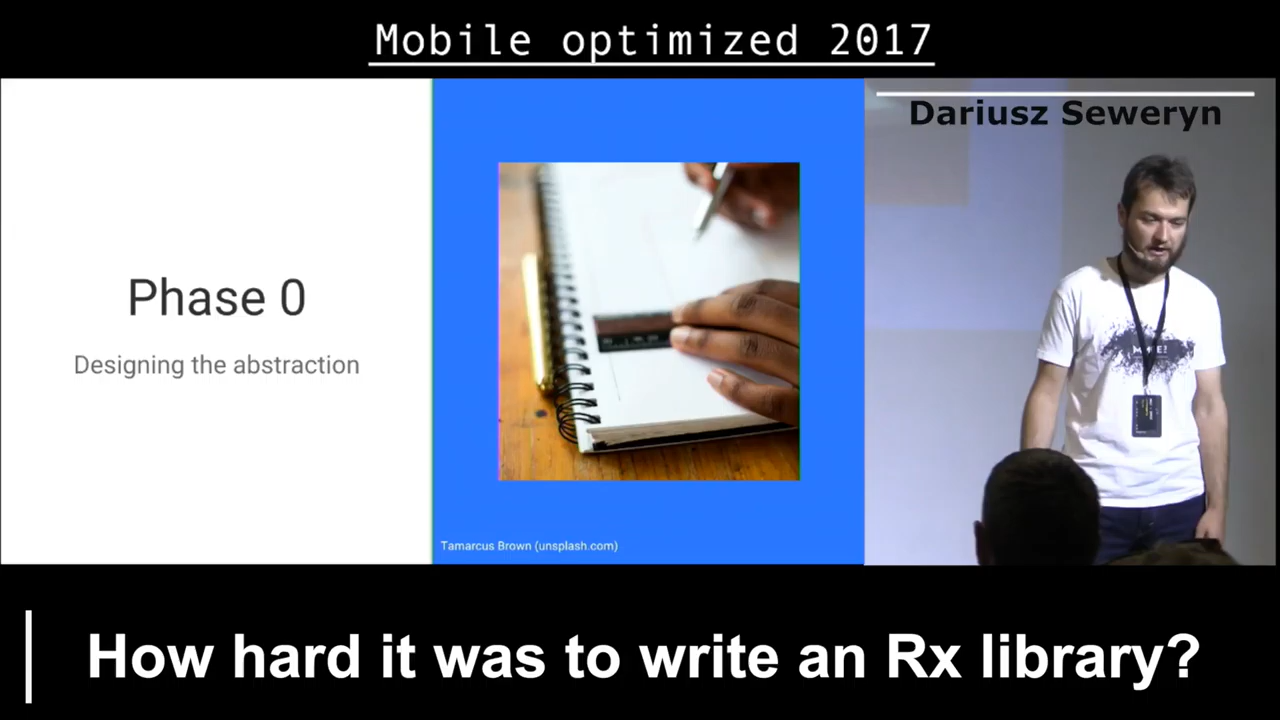 Mobile optimized 2017
Dariusz Seweryn
Phase 0
Designing the abstraction
Tamarcus Brown (unsplash.com)
How hard it was to write an Rx library?